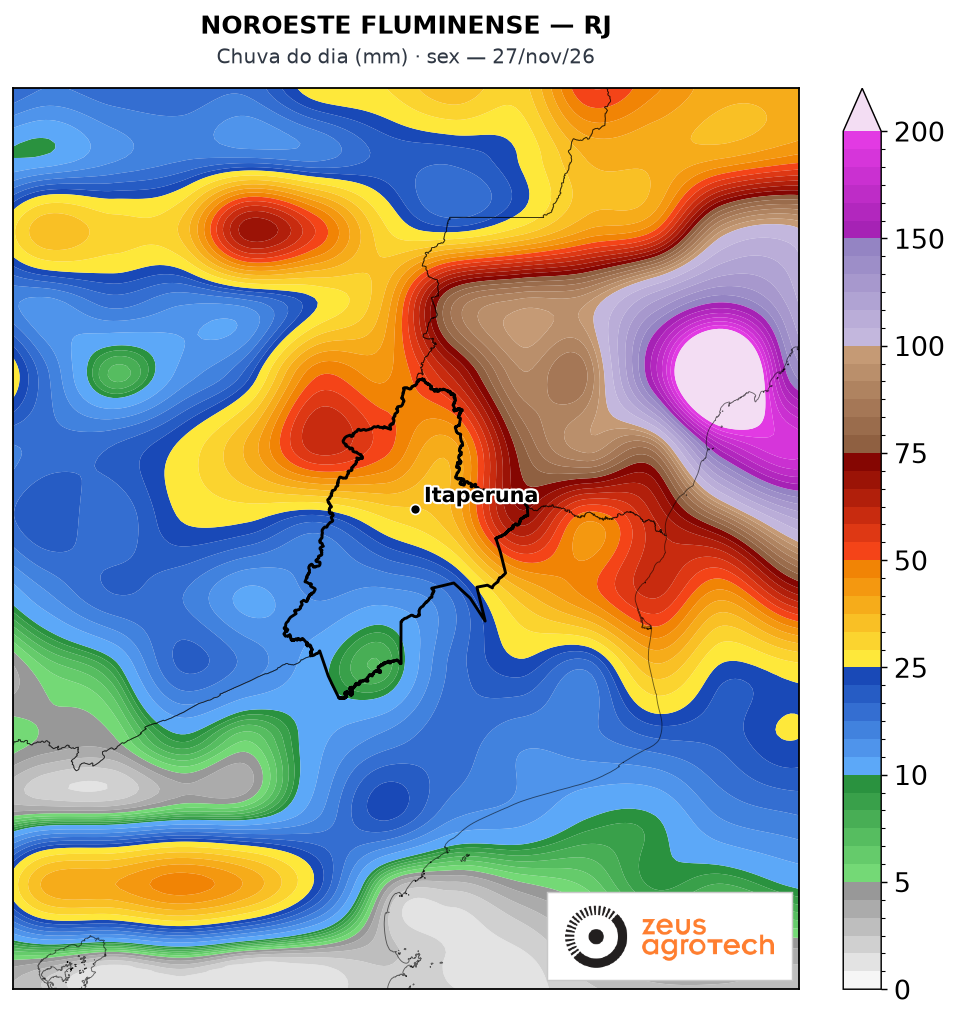 NOROESTE FLUMINENSE — RJ
Chuva do dia (mm) · sex — 27/nov/26
200
150
100
75
50
25
10
5
0
Itaperuna
zeus
agrotech